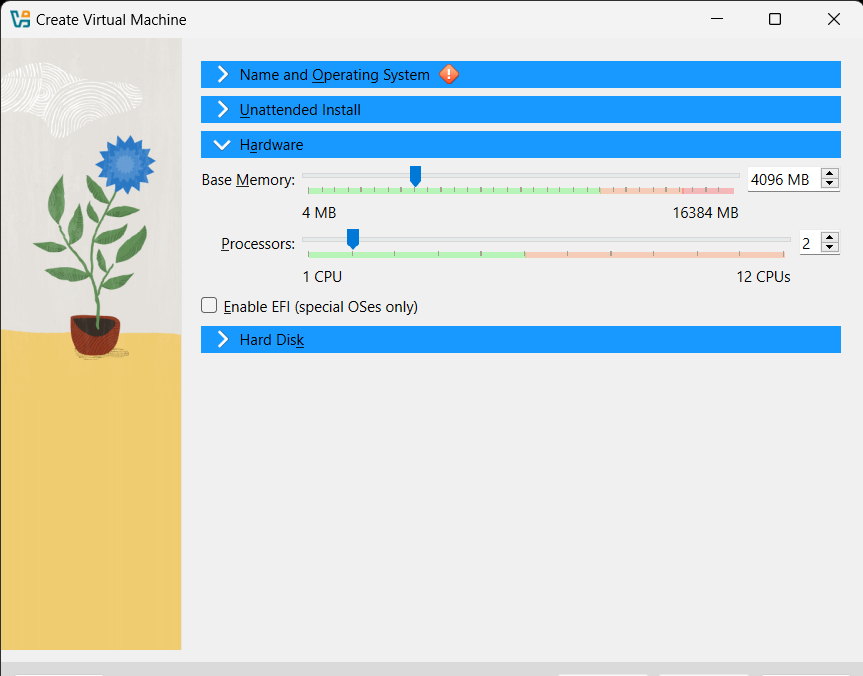 Create Virtual Machine
Name and Operating System
Unattended Install
Hardware
Base Memory: 4096 MB
4 MB 16384 MB
Processors: 2
1 CPU 12 CPUs
Enable EFI (special OSes only)
Hard Disk